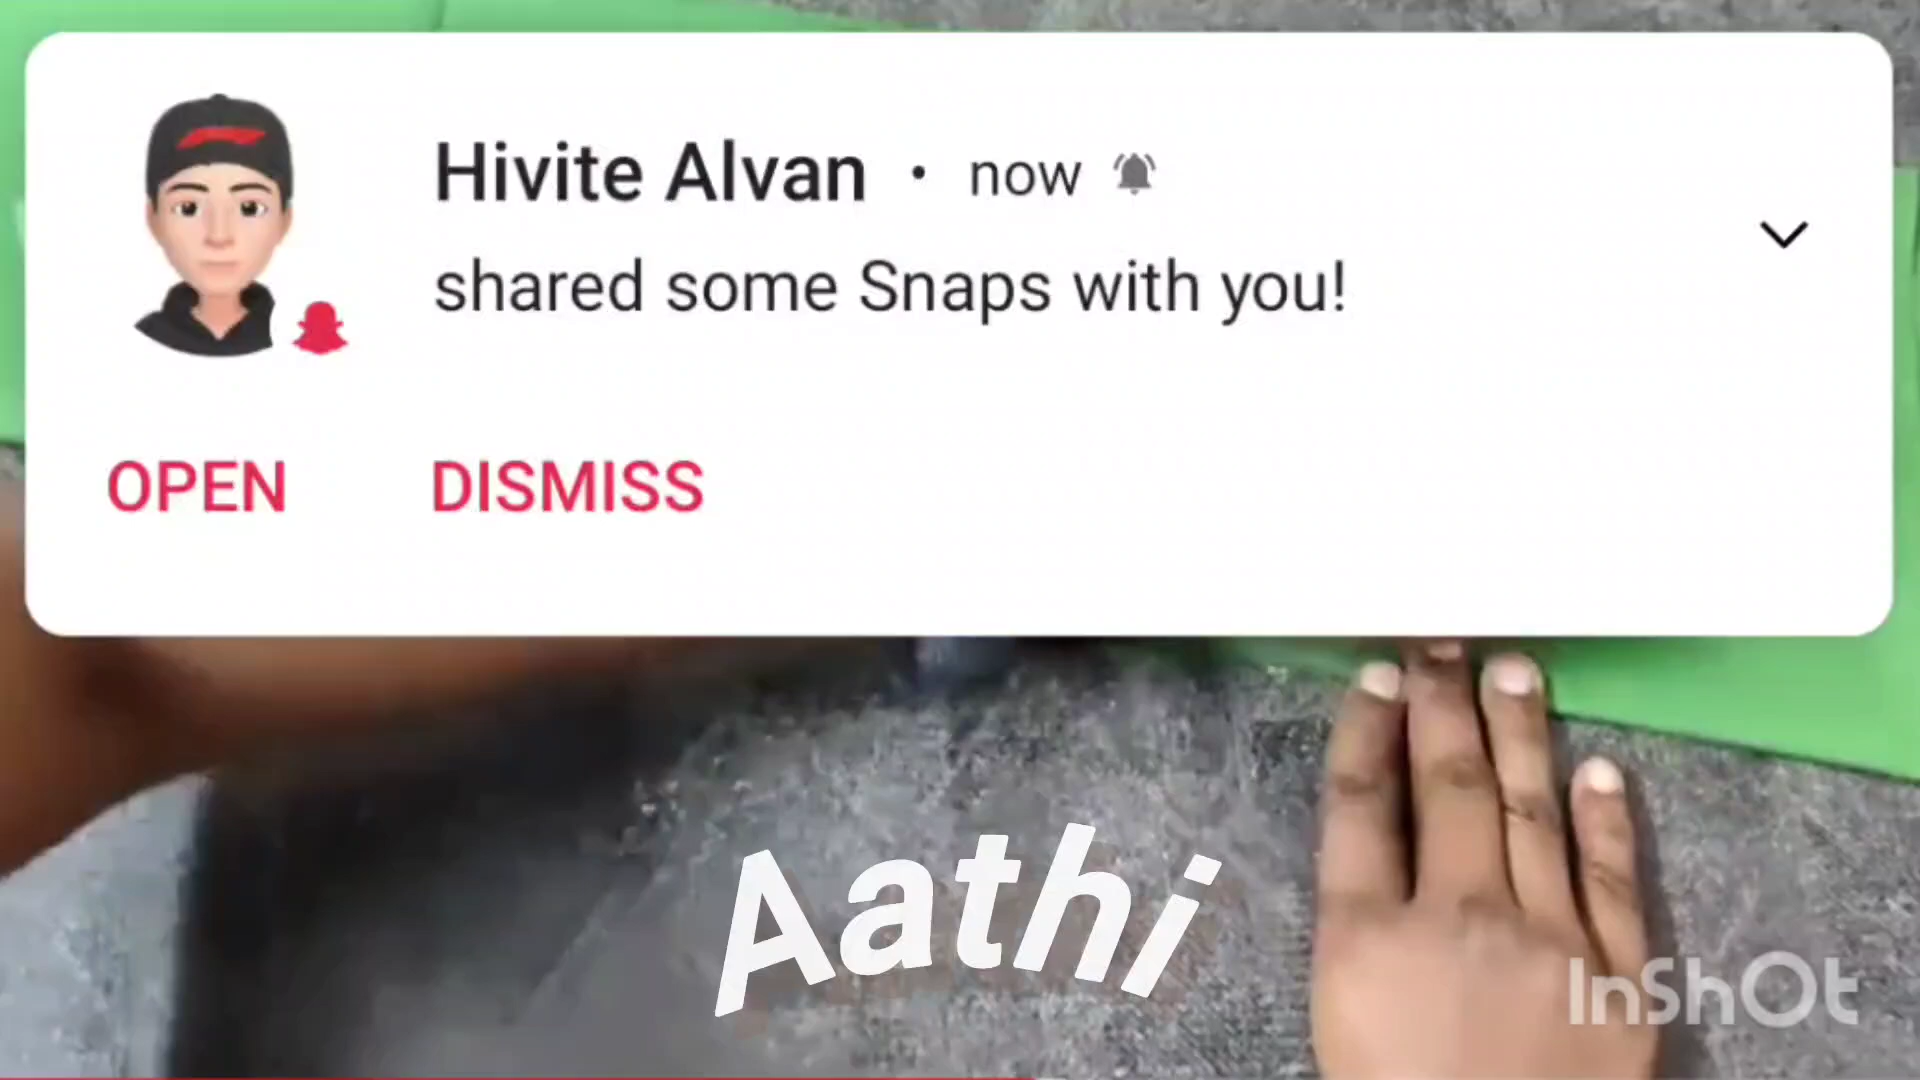 Hivite Alvan • now
shared some Snaps with you!
OPEN DISMISS
Aathi
InShOt